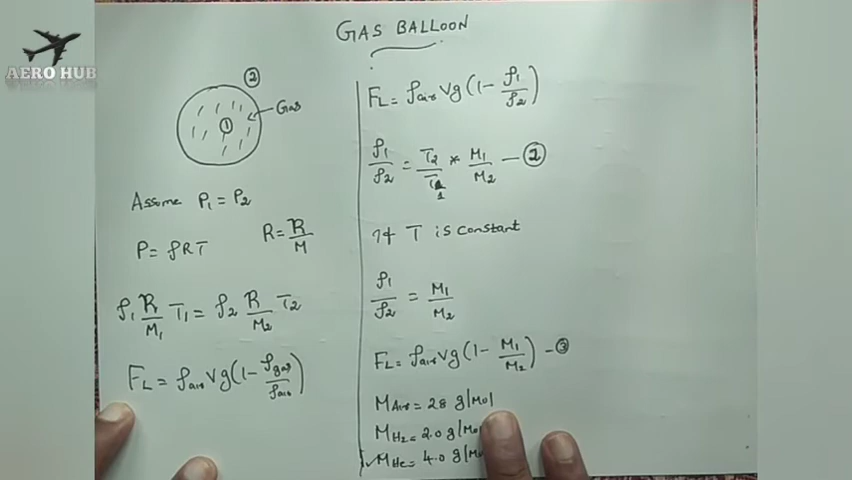 GAS BALLOON
AERO HUB
②
Gas
①
Assume P₁ = P₂
P = ρRT R = R/M
ρ₁ R/M₁ T₁ = ρ₂ R/M₂ T₂
F_L = ρ_air Vg(1 - ρ_gas/ρ_air)
F_L = ρ_air Vg(1 - ρ₁/ρ₂)
ρ₁/ρ₂ = T₂/T₁ * M₁/M₂ — ②
If T is constant
ρ₁/ρ₂ = M₁/M₂
F_L = ρ_air Vg(1 - M₁/M₂) - ③
M_Air = 28 g/Mol
M_H₂ = 2.0 g/Mol
M_He = 4.0 g/